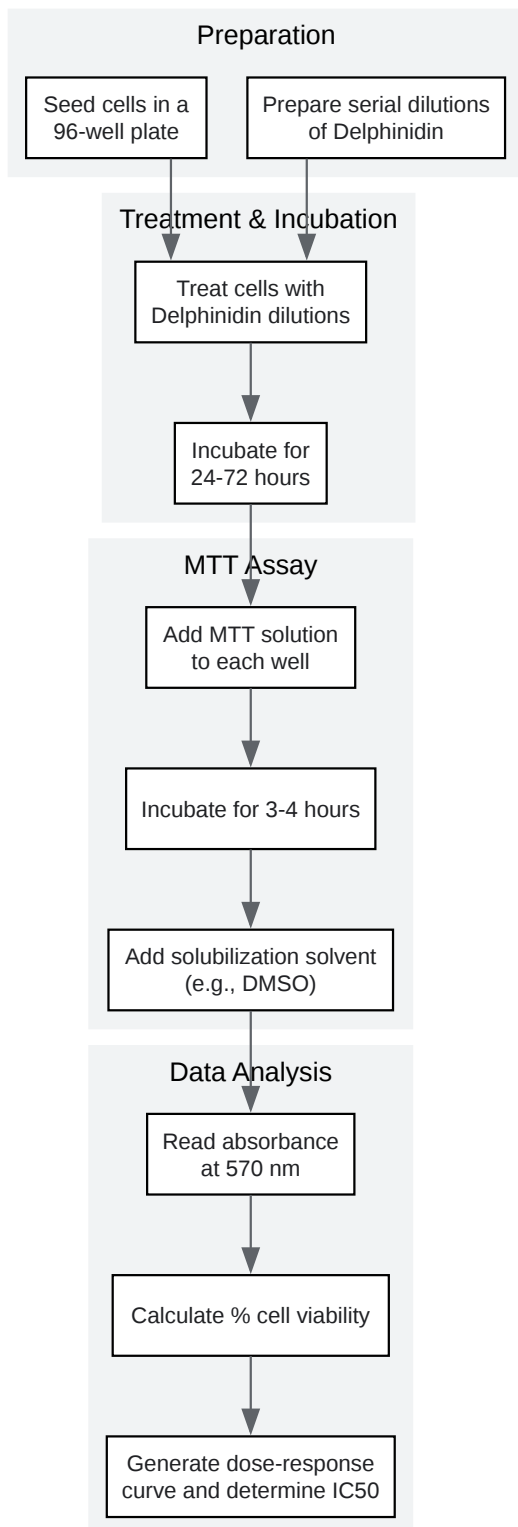 Preparation
Seed cells in a
96-well plate
Prepare serial dilutions
of Delphinidin
Treatment & Incubation
Treat cells with
Delphinidin dilutions
Incubate for
24-72 hours
MTT Assay
Add MTT solution
to each well
Incubate for 3-4 hours
Add solubilization solvent
(e.g., DMSO)
Data Analysis
Read absorbance
at 570 nm
Calculate % cell viability
Generate dose-response
curve and determine IC50